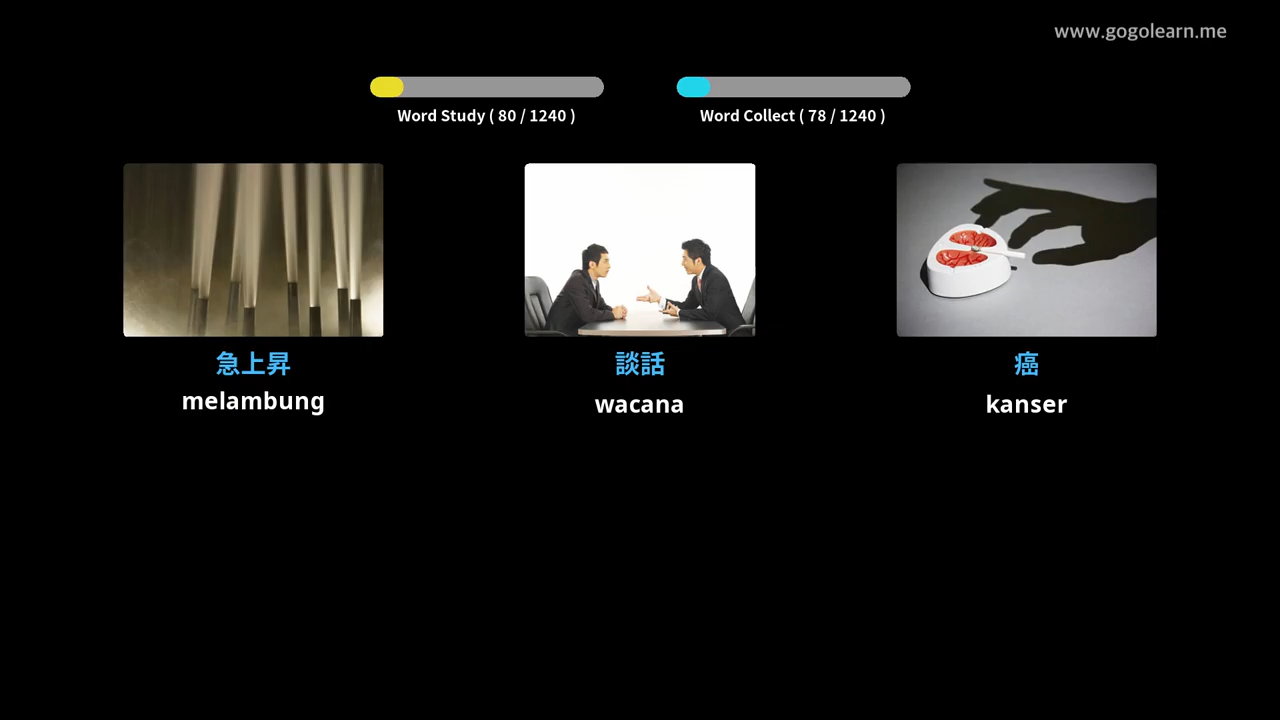 www.gogolearn.me
Word Study ( 80 / 1240 )
Word Collect ( 78 / 1240 )
急上昇
melambung
談話
wacana
癌
kanser